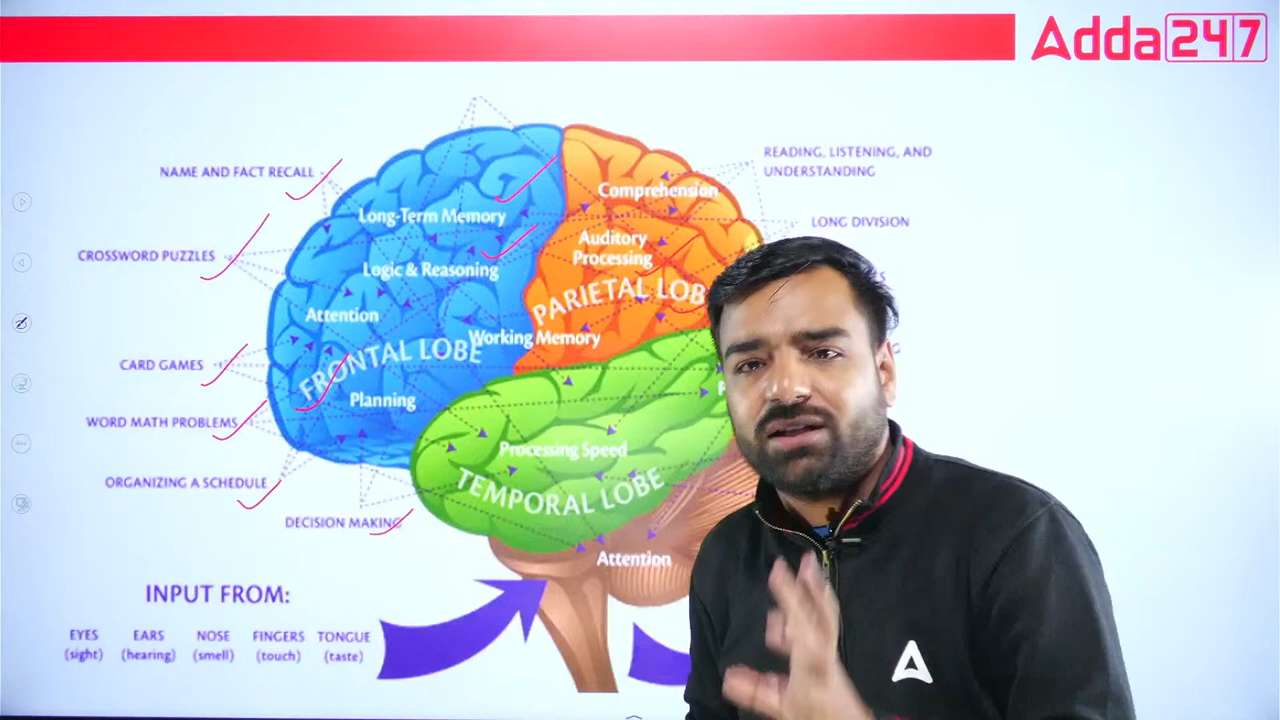 Adda247
NAME AND FACT RECALL
CROSSWORD PUZZLES
CARD GAMES
WORD MATH PROBLEMS
ORGANIZING A SCHEDULE
DECISION MAKING
Long-Term Memory
Logic & Reasoning
Attention
Working Memory
FRONTAL LOBE
Planning
Comprehension
Auditory
Processing
PARIETAL
READING, LISTENING, AND
UNDERSTANDING
LONG DIVISION
Processing Speed
TEMPORAL LOBE
Attention
INPUT FROM:
EYES EARS NOSE FINGERS TONGUE
(sight) (hearing) (smell) (touch) (taste)